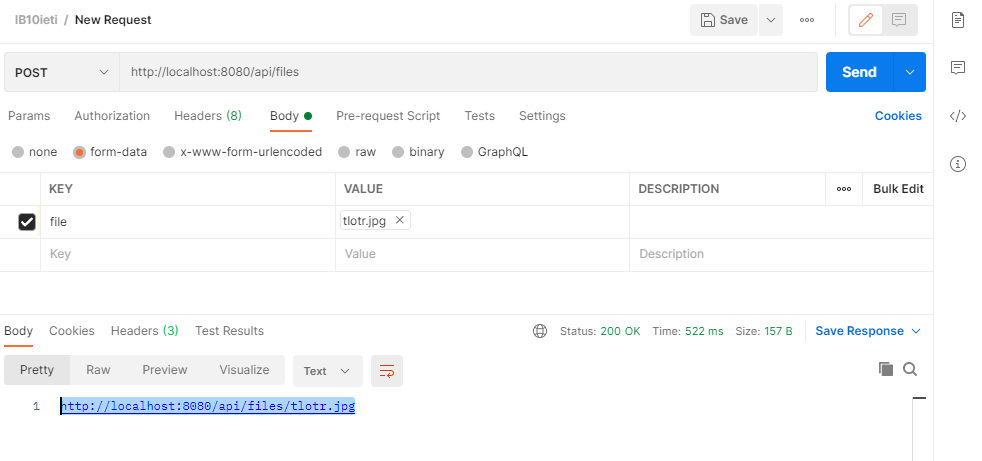 IB10ieti / New Request
Save
POST
http://localhost:8080/api/files
Send
Params Authorization Headers (8) Body Pre-request Script Tests Settings Cookies
none form-data x-www-form-urlencoded raw binary GraphQL
KEY VALUE DESCRIPTION Bulk Edit
file tlotr.jpg
Key Value Description
Body Cookies Headers (3) Test Results Status: 200 OK Time: 522 ms Size: 157 B Save Response
Pretty Raw Preview Visualize Text
1 http://localhost:8080/api/files/tlotr.jpg